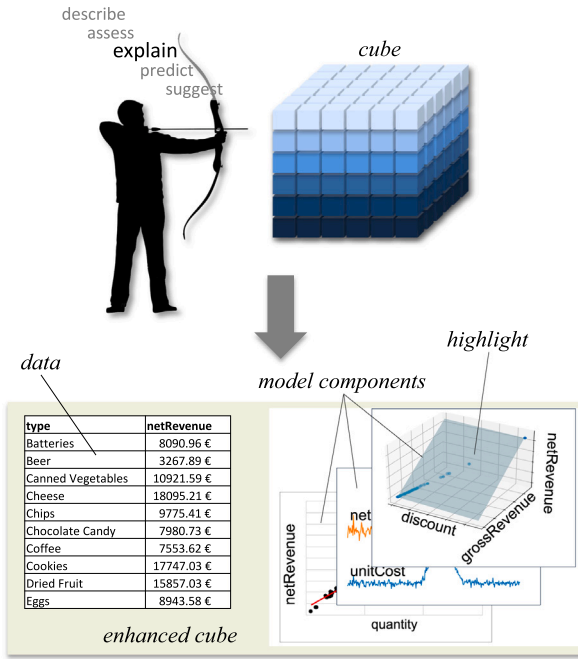 describe
assess
explain
predict
suggest
cube
highlight
data
model components
type netRevenue
Batteries 8090.96 €
Beer 3267.89 €
Canned Vegetables 10921.59 €
Cheese 18095.21 €
Chips 9775.41 €
Chocolate Candy 7980.73 €
Coffee 7553.62 €
Cookies 17747.03 €
Dried Fruit 15857.03 €
Eggs 8943.58 €
enhanced cube
netRevenue
discount
grossRevenue
net
unitCost
netRevenue
quantity